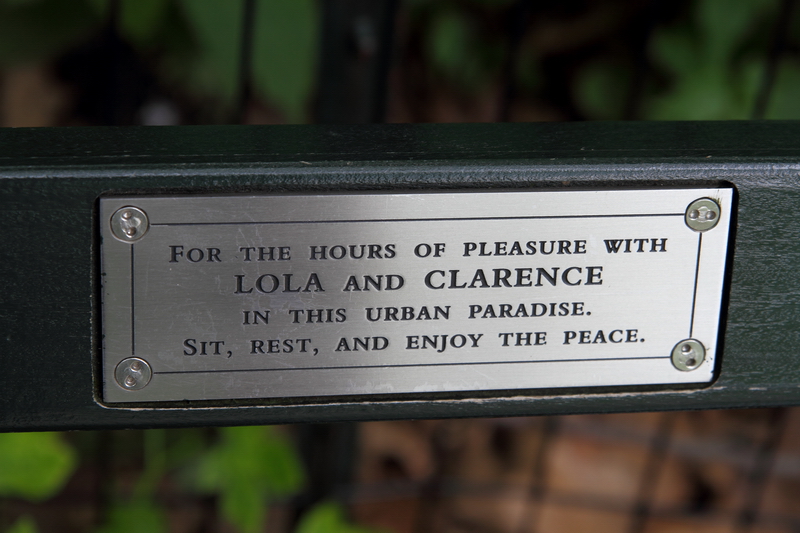 For the hours of pleasure with
LOLA and CLARENCE
in this urban paradise.
Sit, rest, and enjoy the peace.